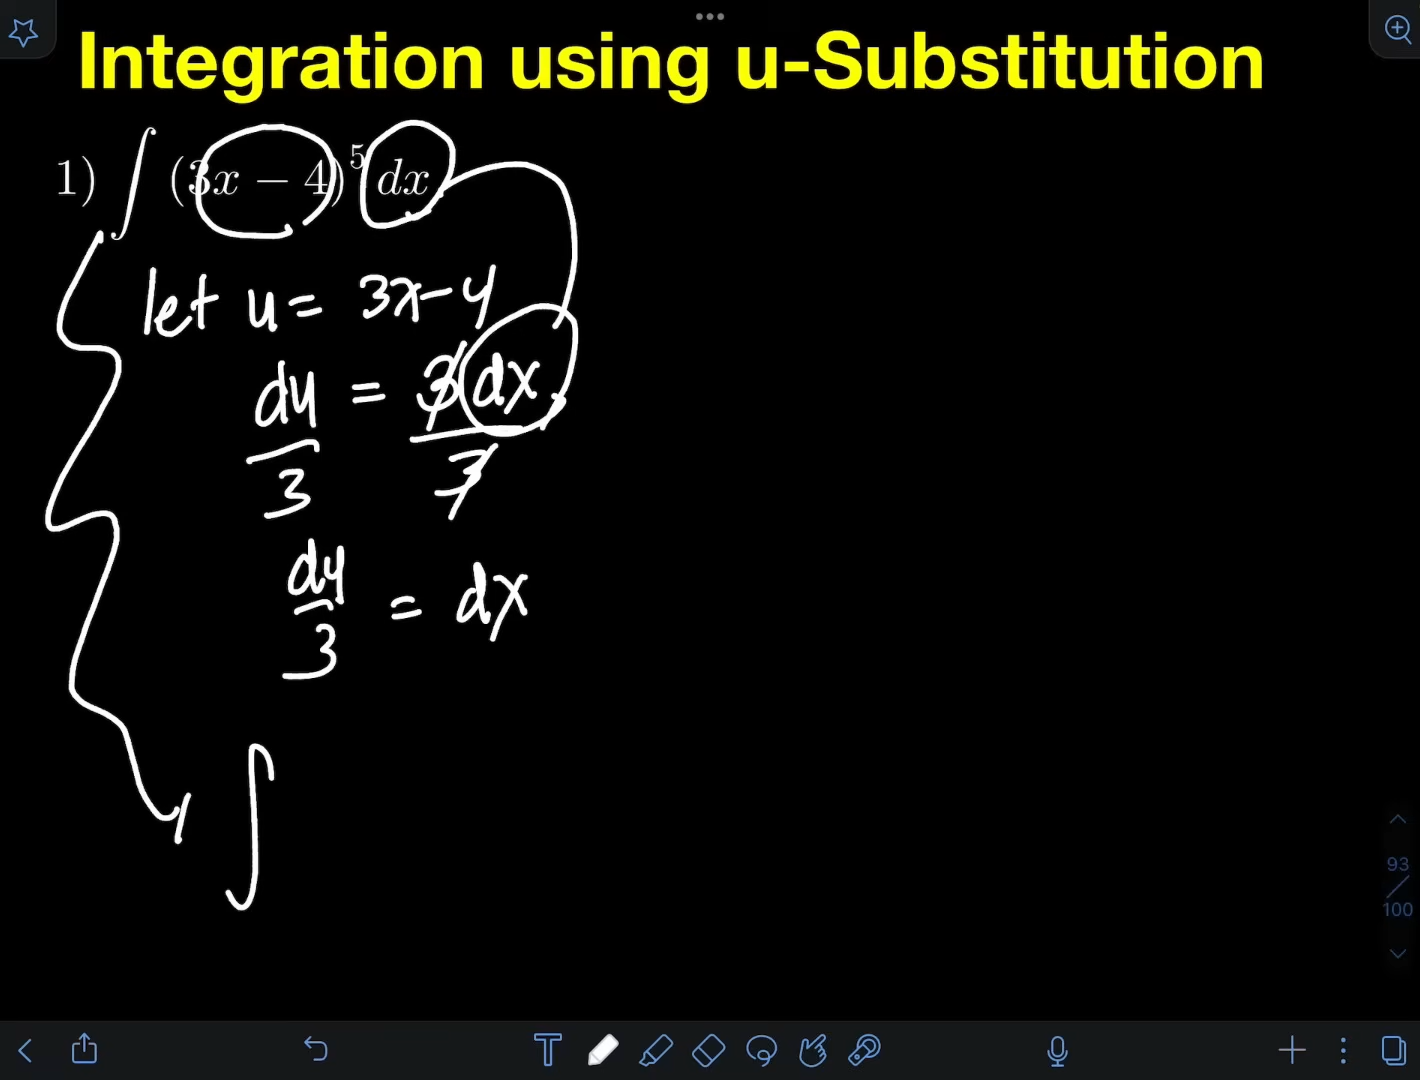 Integration using u-Substitution
1) ∫ (3x − 4)^5 dx
let u = 3x-4
du/3 = 3dx/3
du/3 = dx
∫
93
/
100
T